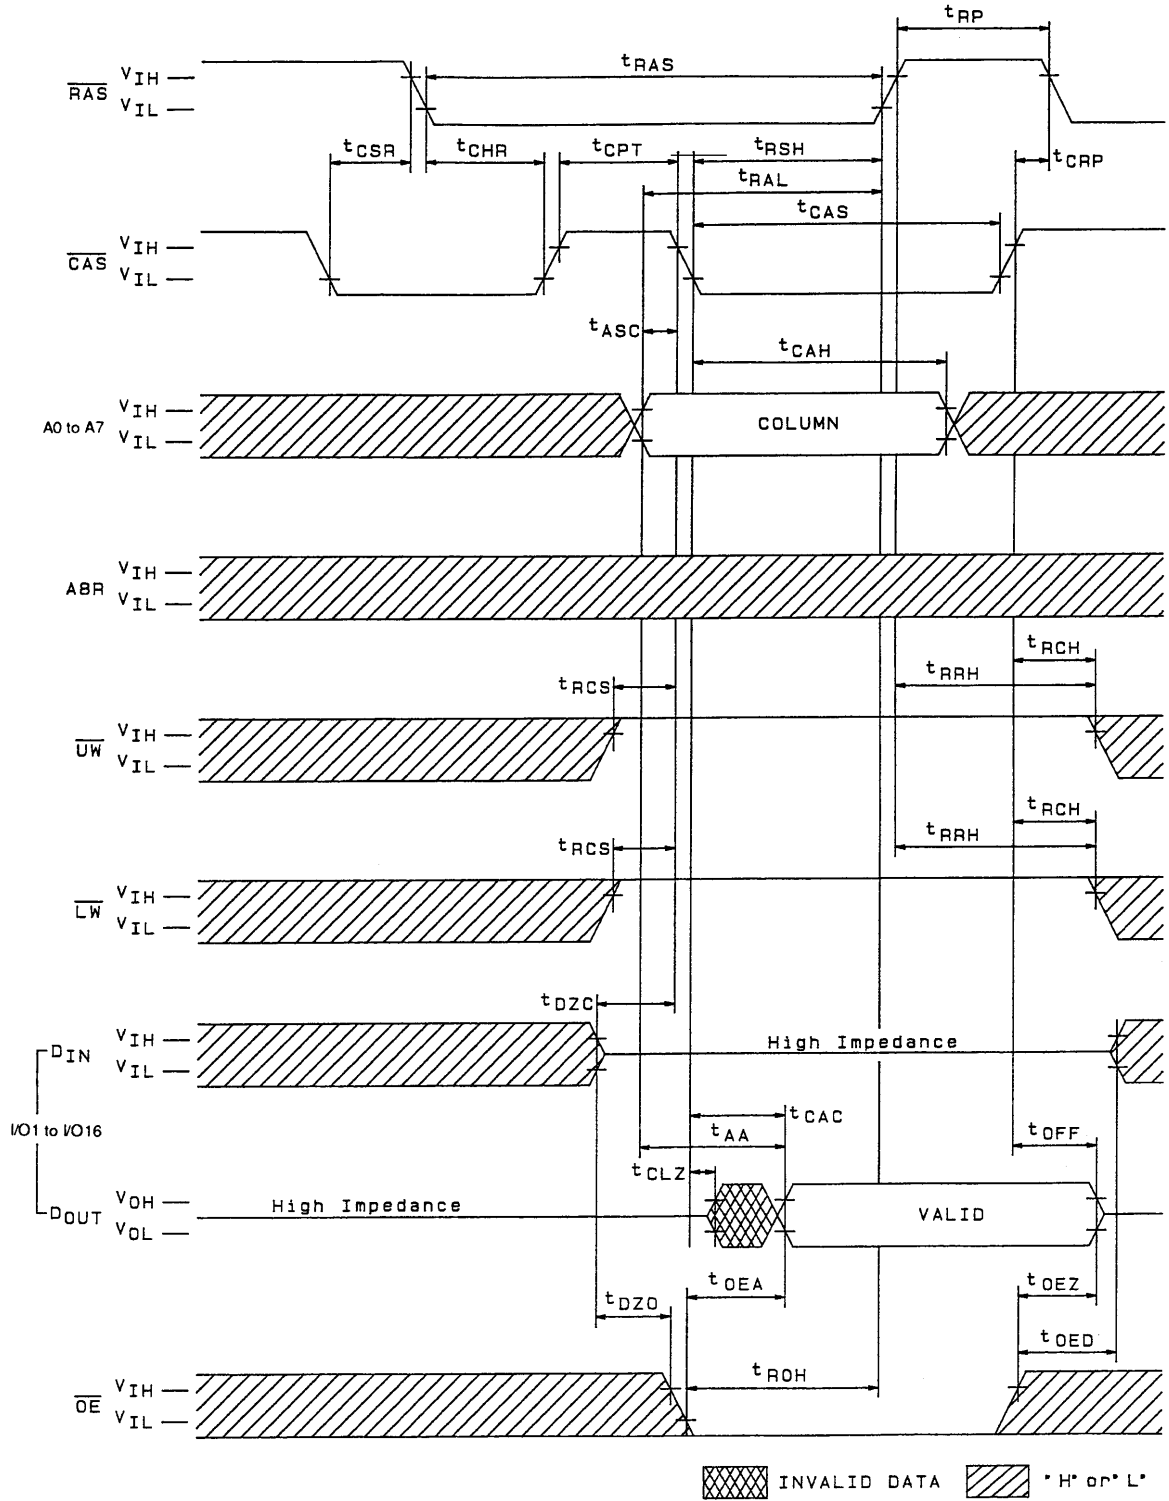 tRP
RAS VIH VIL tRAS
tCSR tCHR tCPT tRSH tCRP
tRAL
tCAS
CAS VIH VIL
tASC
tCAH
A0 to A7 VIH VIL COLUMN
A8R VIH VIL
tRCH
tRCS tRRH
UW VIH VIL
tRCH
tRCS tRRH
LW VIH VIL
tDZC
DIN VIH VIL High Impedance
I/O1 to I/O16
tCAC
tAA tOFF
tCLZ
DOUT VOH VOL High Impedance VALID
tOEA tOEZ
tDZO
tOED
tROH
OE VIH VIL
INVALID DATA "H" or "L"